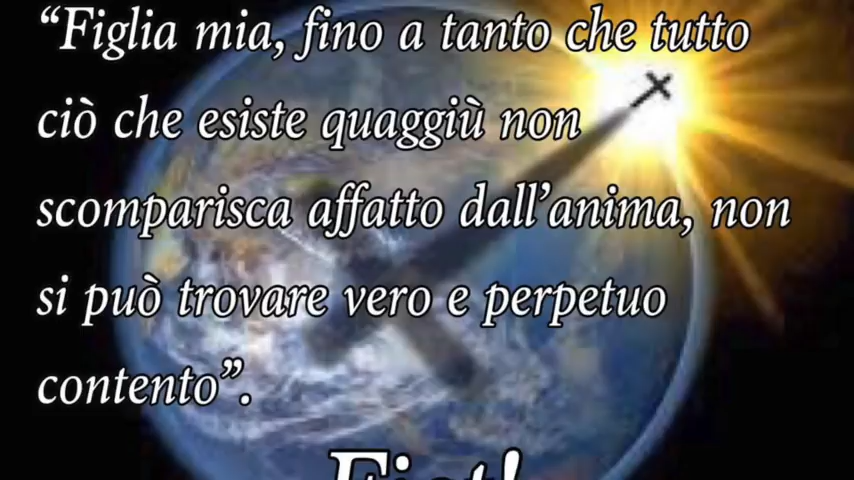 “Figlia mia, fino a tanto che tutto
ciò che esiste quaggiù non
scomparisca affatto dall’anima, non
si può trovare vero e perpetuo
contento”.
Fiat!